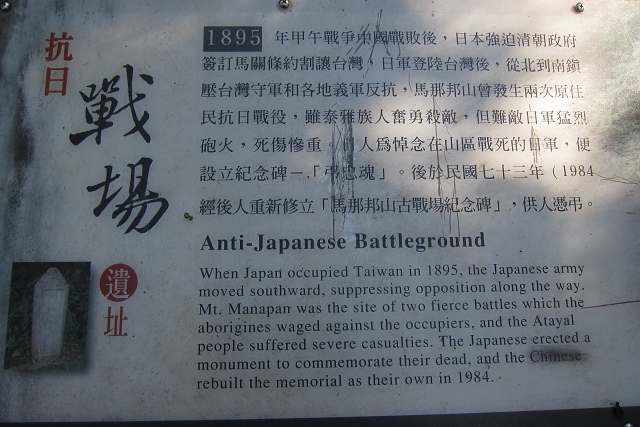 抗日
戰場
遺址
1895 年甲午戰爭中國戰敗後，日本強迫清朝政府
簽訂馬關條約割讓台灣，日軍登陸台灣後，從北到南鎮
壓台灣守軍和各地義軍反抗，馬那邦山曾發生兩次原住
民抗日戰役，雖泰雅族人奮勇殺敵，但難敵日軍猛烈
砲火，死傷慘重。人為悼念在山區戰死的日軍，便
設立紀念碑－「弔忠魂」。後於民國七十三年（1984
經後人重新修立「馬那邦山古戰場紀念碑」，供人憑弔。
Anti-Japanese Battleground
When Japan occupied Taiwan in 1895, the Japanese army
moved southward, suppressing opposition along the way.
Mt. Manapan was the site of two fierce battles which the
aborigines waged against the occupiers, and the Atayal
people suffered severe casualties. The Japanese erected a
monument to commemorate their dead, and the Chinese
rebuilt the memorial as their own in 1984.